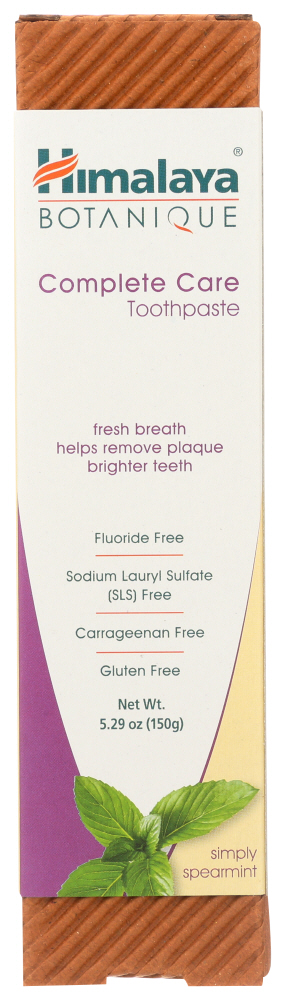 Himalaya®
BOTANIQUE
Complete Care
Toothpaste
fresh breath
helps remove plaque
brighter teeth
Fluoride Free
Sodium Lauryl Sulfate
(SLS) Free
Carrageenan Free
Gluten Free
Net Wt.
5.29 oz (150g)
simply
spearmint